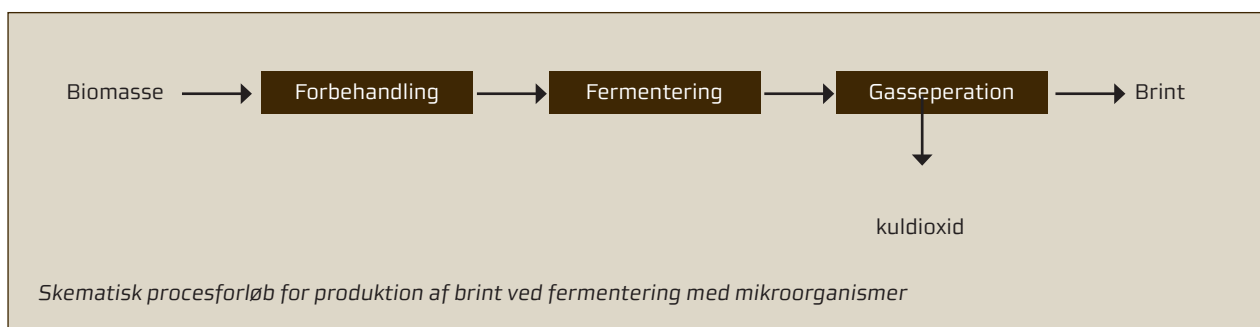 Biomasse
Forbehandling
Fermentering
Gasseperation
Brint
kuldioxid
Skematisk procesforløb for produktion af brint ved fermentering med mikroorganismer